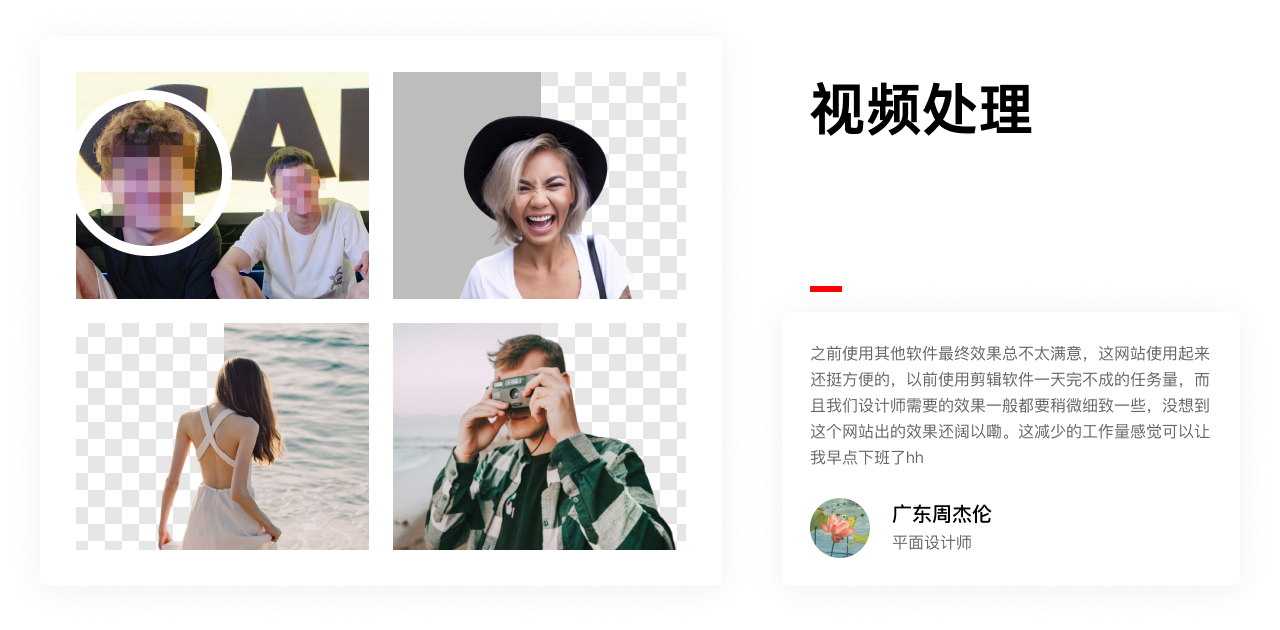 视频处理
之前使用其他软件最终效果总不太满意，这网站使用起来
还挺方便的，以前使用剪辑软件一天完不成的任务量，而
且我们设计师需要的效果一般都要稍微细致一些，没想到
这个网站出的效果还阔以嘞。这减少的工作量感觉可以让
我早点下班了hh
广东周杰伦
平面设计师